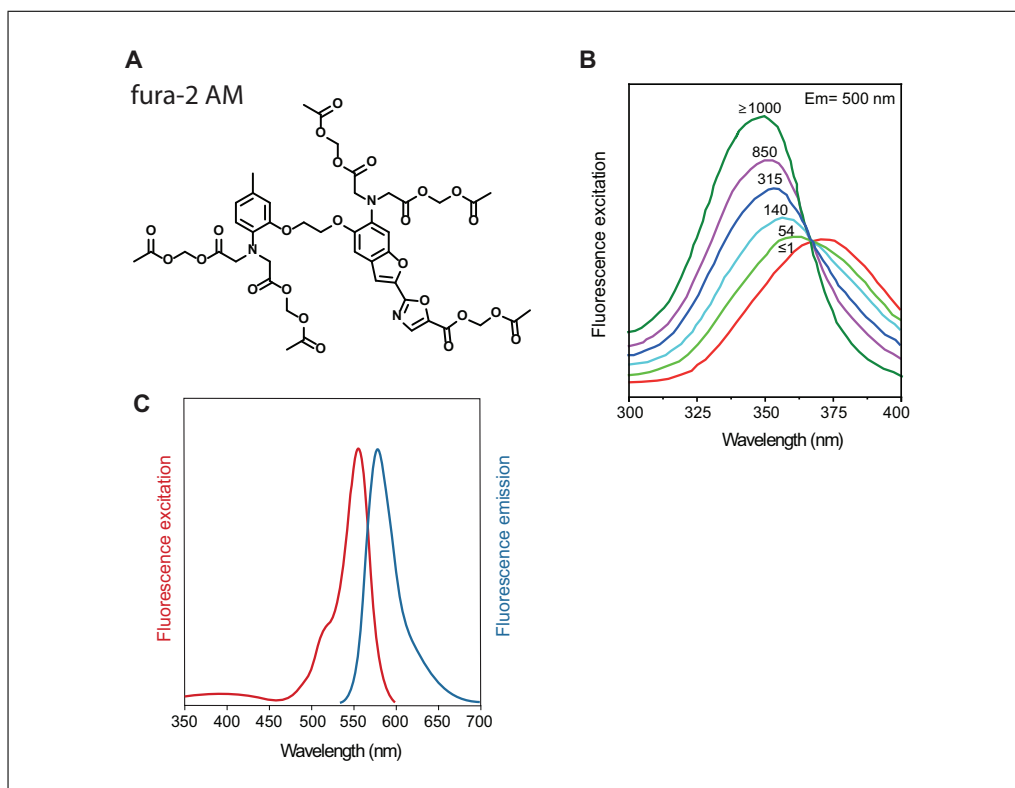 A
fura-2 AM
O
O
O
O
N
O
O
O
O
O
O
O
N
O
O
O
O
O
O
O
O
O
O
N
O
O
O
O
O
B
Em= 500 nm
≥1000
850
315
140
54
≤1
Fluorescence excitation
300 325 350 375 400
Wavelength (nm)
C
Fluorescence excitation
Fluorescence emission
350 400 450 500 550 600 650 700
Wavelength (nm)